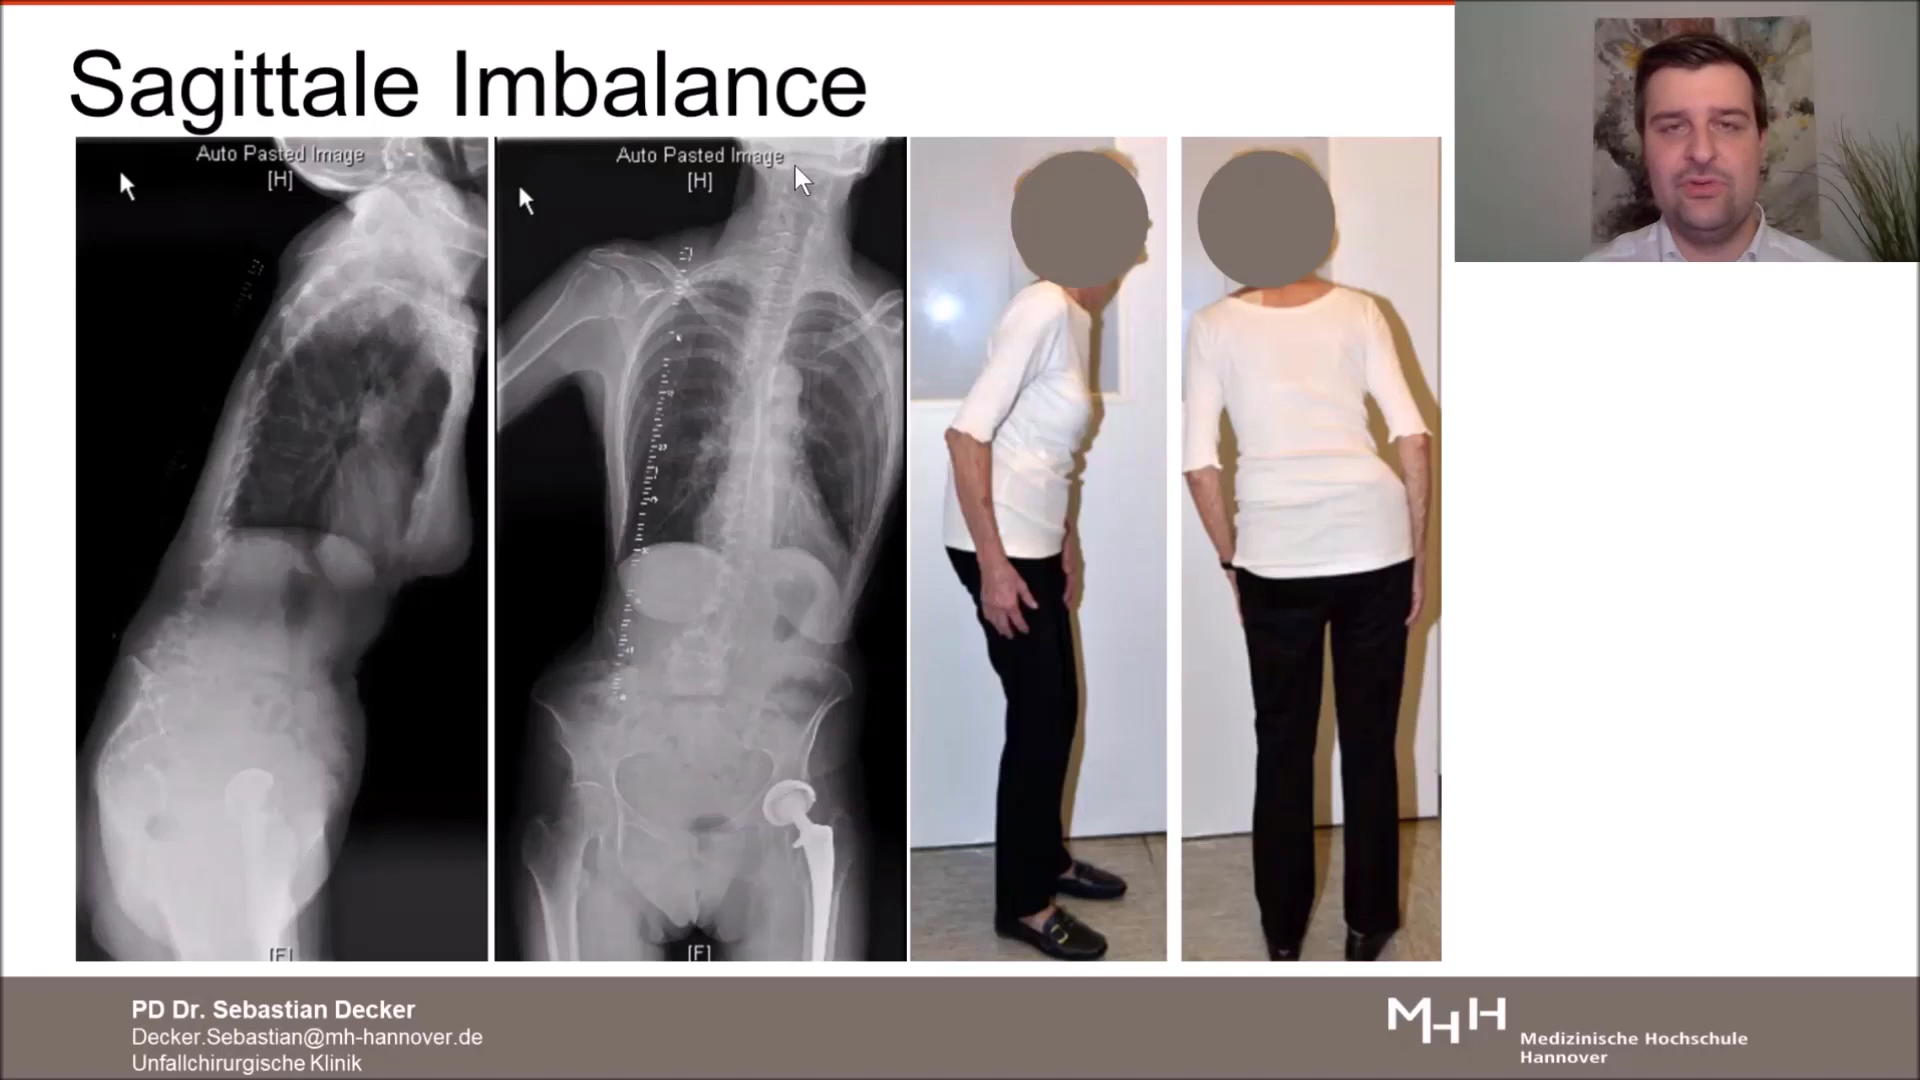 Sagittale Imbalance
Auto Pasted Image
[H]
Auto Pasted Image
[H]
[F]
[F]
PD Dr. Sebastian Decker
Decker.Sebastian@mh-hannover.de
Unfallchirurgische Klinik
MHH
Medizinische Hochschule
Hannover